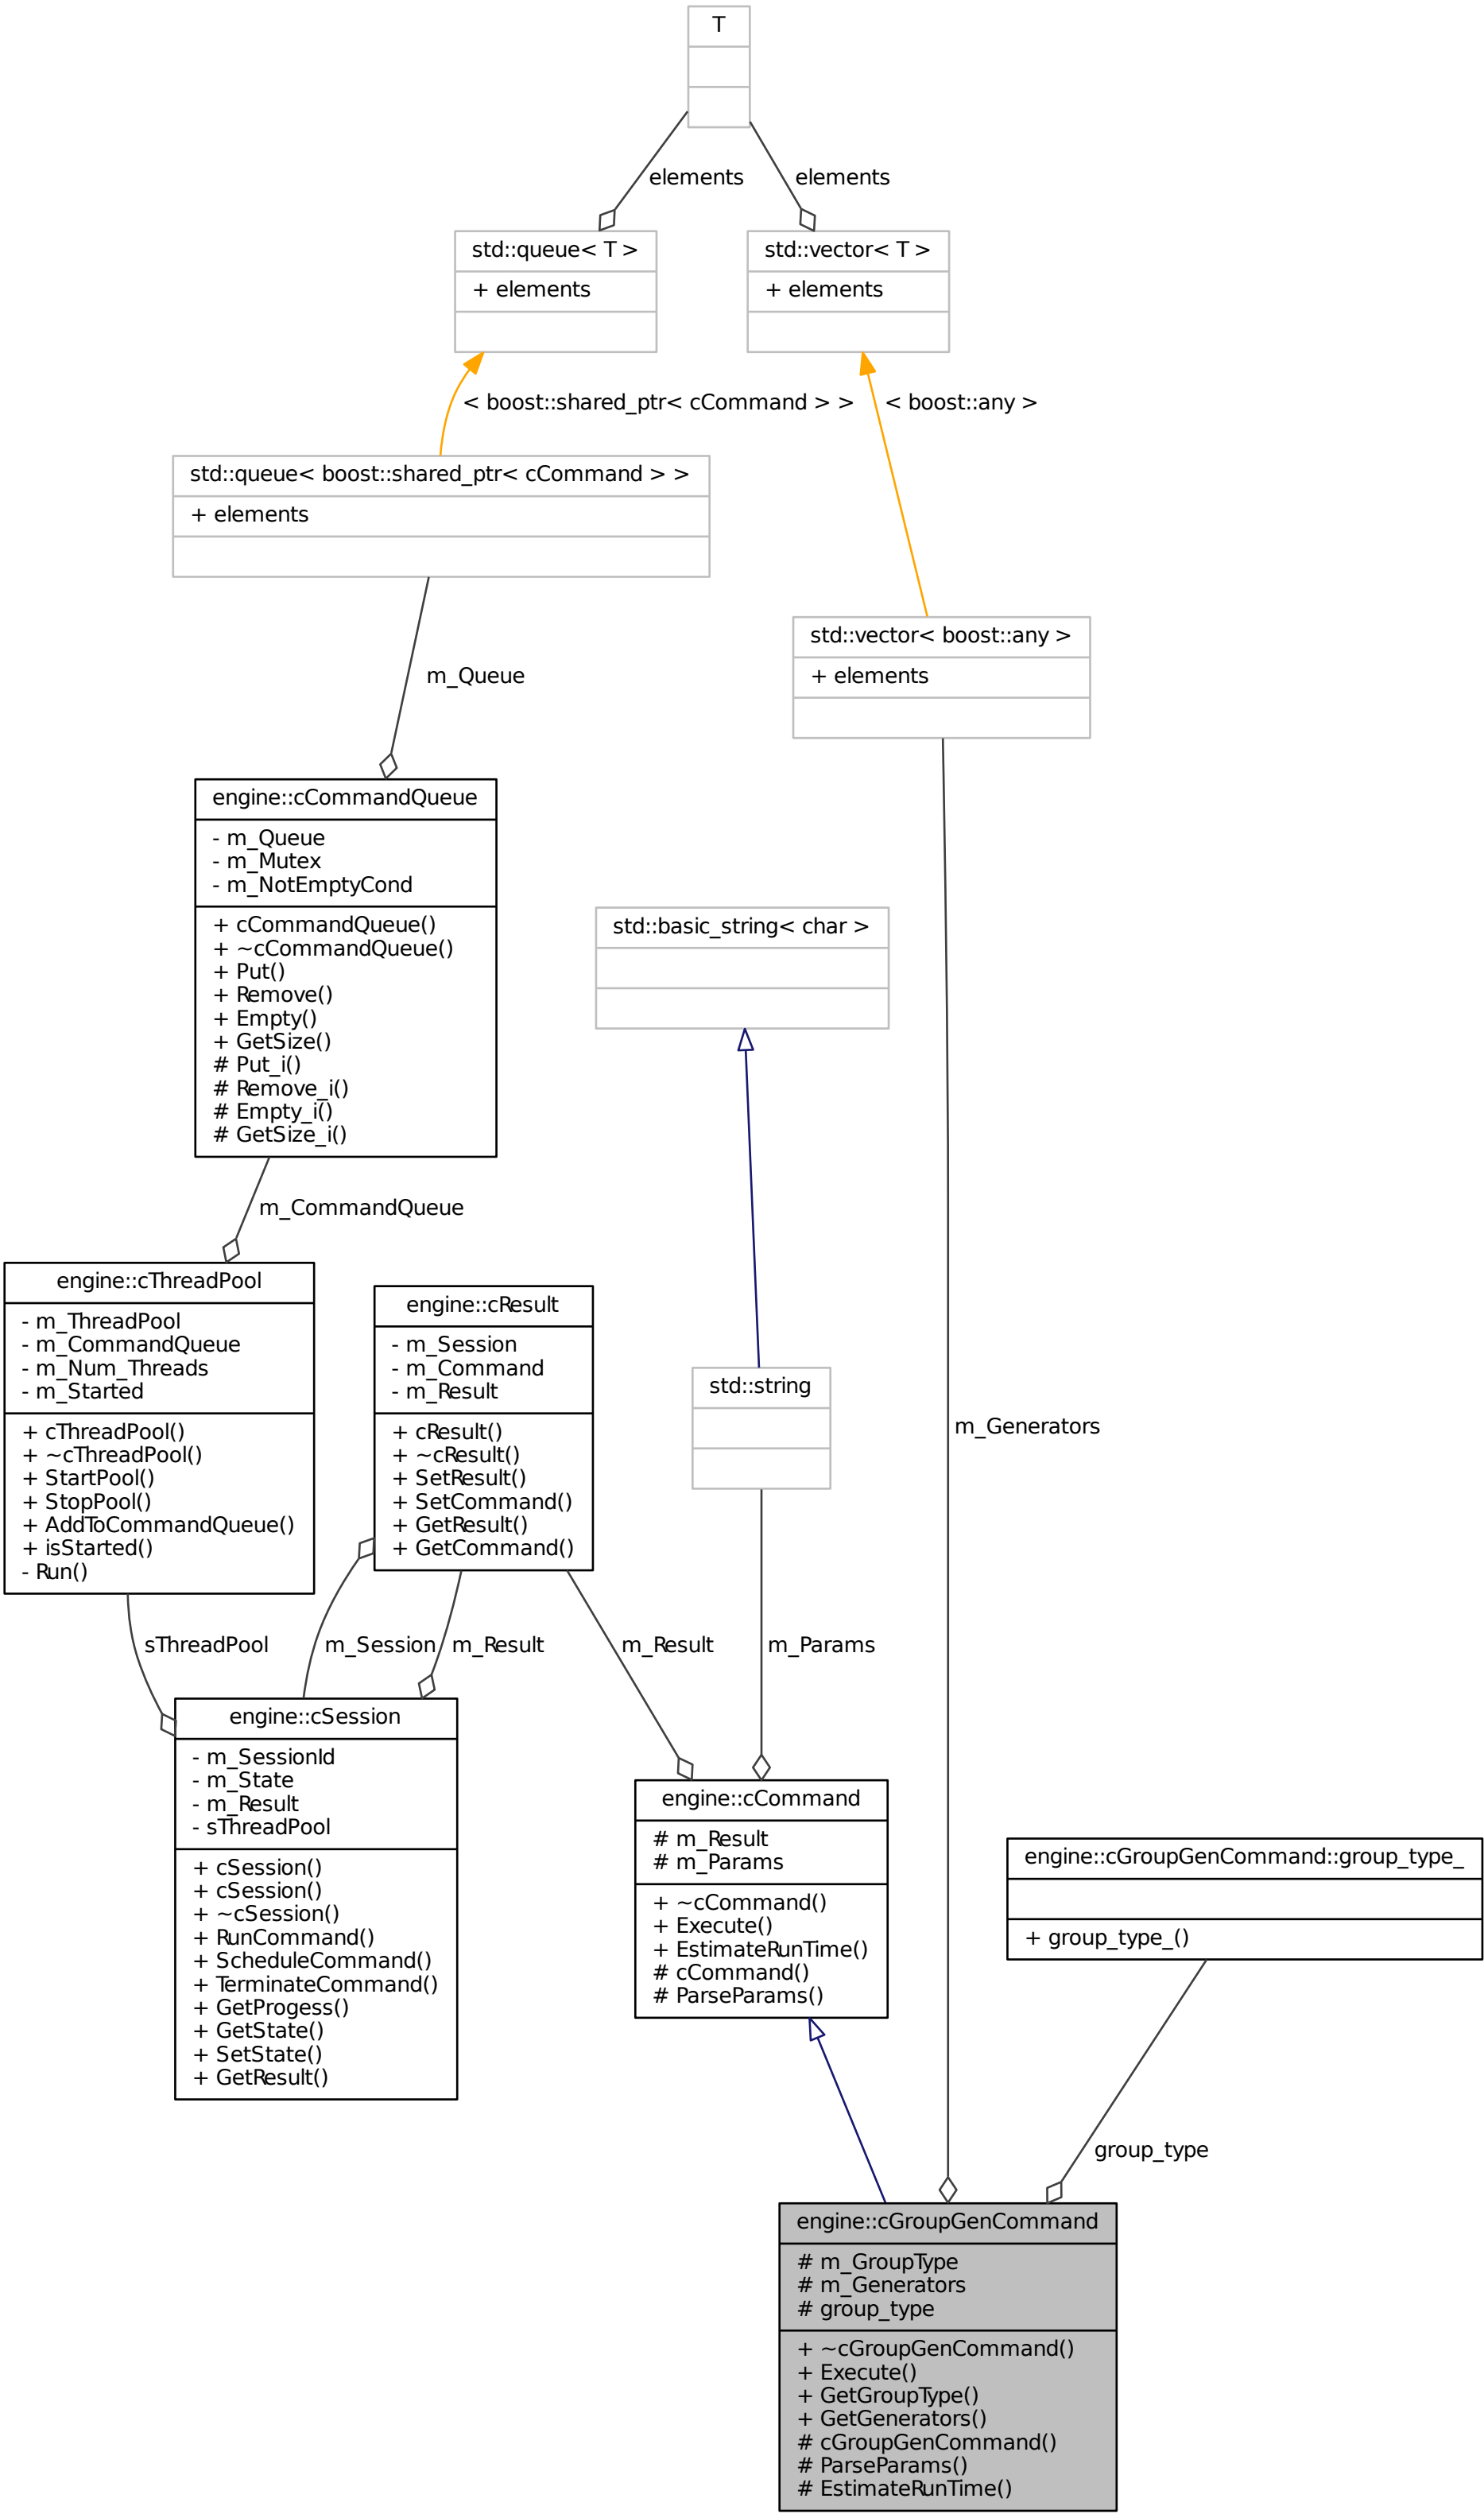 T
elements
elements
std::queue< T >
+ elements
std::vector< T >
+ elements
< boost::shared_ptr< cCommand > >
< boost::any >
std::queue< boost::shared_ptr< cCommand > >
+ elements
std::vector< boost::any >
+ elements
m_Queue
engine::cCommandQueue
- m_Queue
- m_Mutex
- m_NotEmptyCond
+ cCommandQueue()
+ ~cCommandQueue()
+ Put()
+ Remove()
+ Empty()
+ GetSize()
# Put_i()
# Remove_i()
# Empty_i()
# GetSize_i()
std::basic_string< char >
m_CommandQueue
engine::cThreadPool
- m_ThreadPool
- m_CommandQueue
- m_Num_Threads
- m_Started
+ cThreadPool()
+ ~cThreadPool()
+ StartPool()
+ StopPool()
+ AddToCommandQueue()
+ isStarted()
- Run()
engine::cResult
- m_Session
- m_Command
- m_Result
+ cResult()
+ ~cResult()
+ SetResult()
+ SetCommand()
+ GetResult()
+ GetCommand()
std::string
m_Generators
sThreadPool
m_Session
m_Result
m_Result
m_Params
engine::cSession
- m_SessionId
- m_State
- m_Result
- sThreadPool
+ cSession()
+ cSession()
+ ~cSession()
+ RunCommand()
+ ScheduleCommand()
+ TerminateCommand()
+ GetProgess()
+ GetState()
+ SetState()
+ GetResult()
engine::cCommand
# m_Result
# m_Params
+ ~cCommand()
+ Execute()
+ EstimateRunTime()
# cCommand()
# ParseParams()
engine::cGroupGenCommand::group_type_
+ group_type_()
group_type
engine::cGroupGenCommand
# m_GroupType
# m_Generators
# group_type
+ ~cGroupGenCommand()
+ Execute()
+ GetGroupType()
+ GetGenerators()
# cGroupGenCommand()
# ParseParams()
# EstimateRunTime()